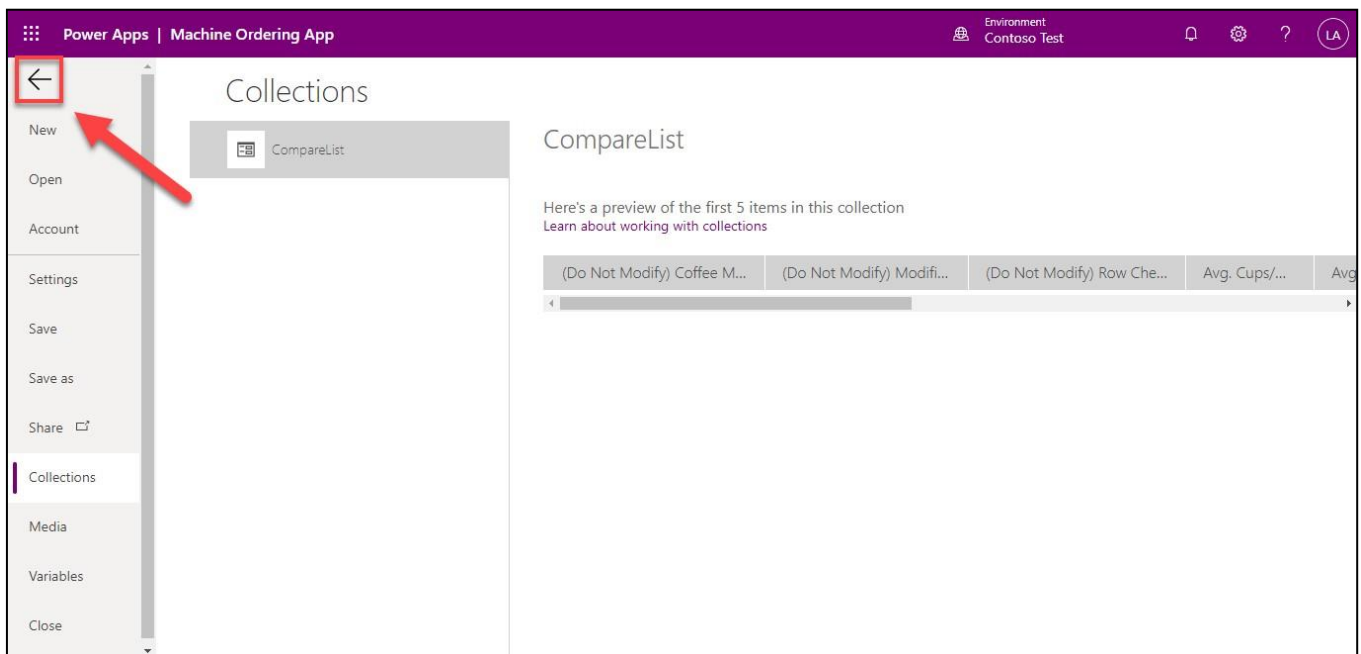 Power Apps | Machine Ordering App
Environment
Contoso Test
?
LA
New
Open
Account
Settings
Save
Save as
Share
Collections
Media
Variables
Close
Collections
CompareList
CompareList
Here's a preview of the first 5 items in this collection
Learn about working with collections
(Do Not Modify) Coffee M... (Do Not Modify) Modifi... (Do Not Modify) Row Che... Avg. Cups/... Avg